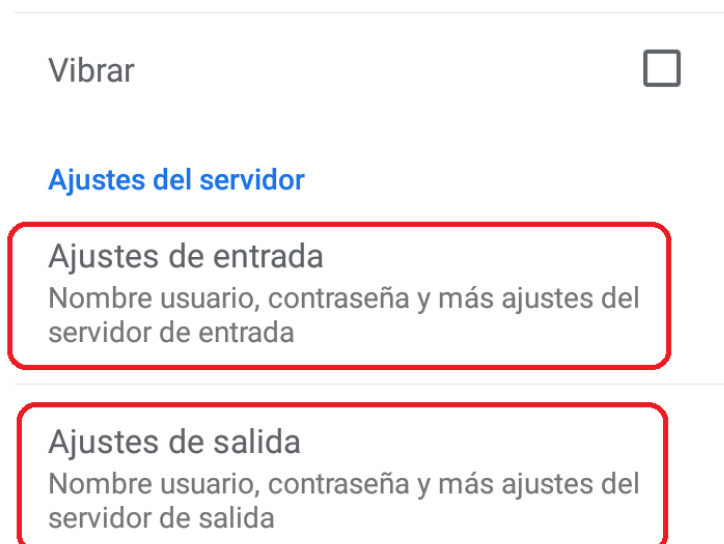 Vibrar
Ajustes del servidor
Ajustes de entrada
Nombre usuario, contraseña y más ajustes del
servidor de entrada
Ajustes de salida
Nombre usuario, contraseña y más ajustes del
servidor de salida